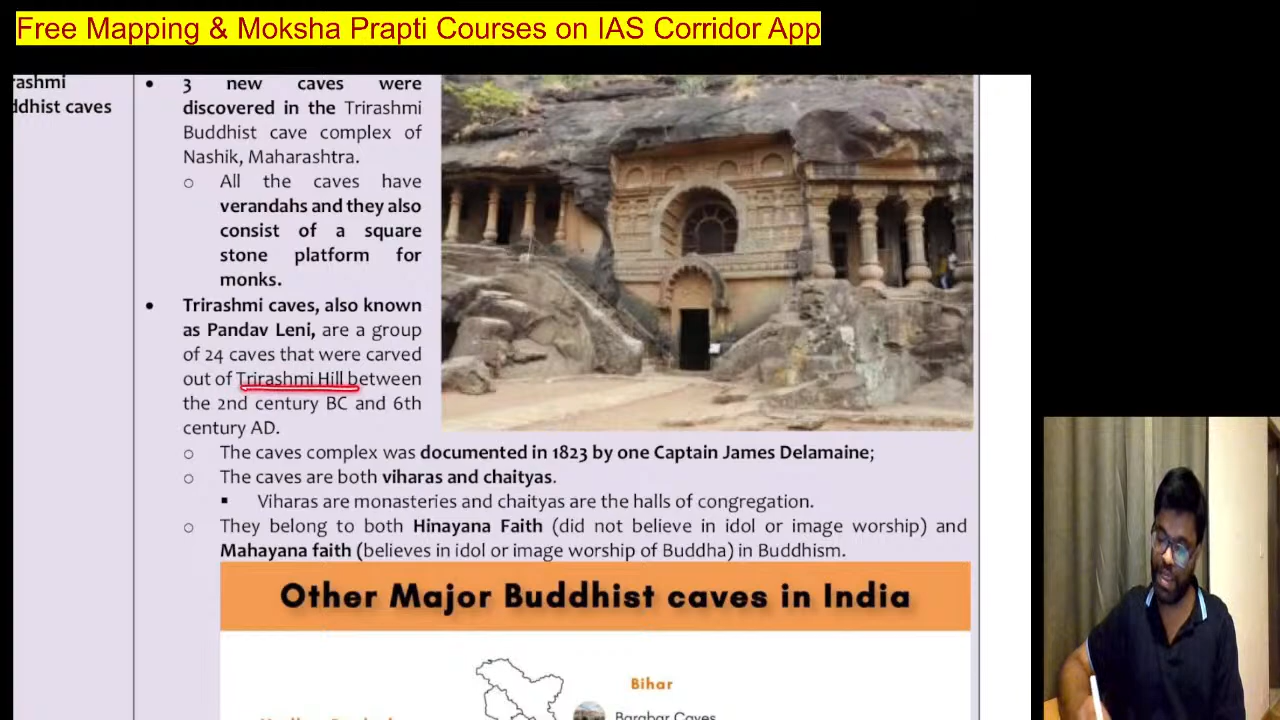 Free Mapping & Moksha Prapti Courses on IAS Corridor App
rashmi
ddhist caves
• 3 new caves were
discovered in the Trirashmi
Buddhist cave complex of
Nashik, Maharashtra.
o All the caves have
verandahs and they also
consist of a square
stone platform for
monks.
• Trirashmi caves, also known
as Pandav Leni, are a group
of 24 caves that were carved
out of Trirashmi Hill between
the 2nd century BC and 6th
century AD.
o The caves complex was documented in 1823 by one Captain James Delamaine;
o The caves are both viharas and chaityas.
▪ Viharas are monasteries and chaityas are the halls of congregation.
o They belong to both Hinayana Faith (did not believe in idol or image worship) and
Mahayana faith (believes in idol or image worship of Buddha) in Buddhism.
Other Major Buddhist caves in India
Bihar
Barabar Caves